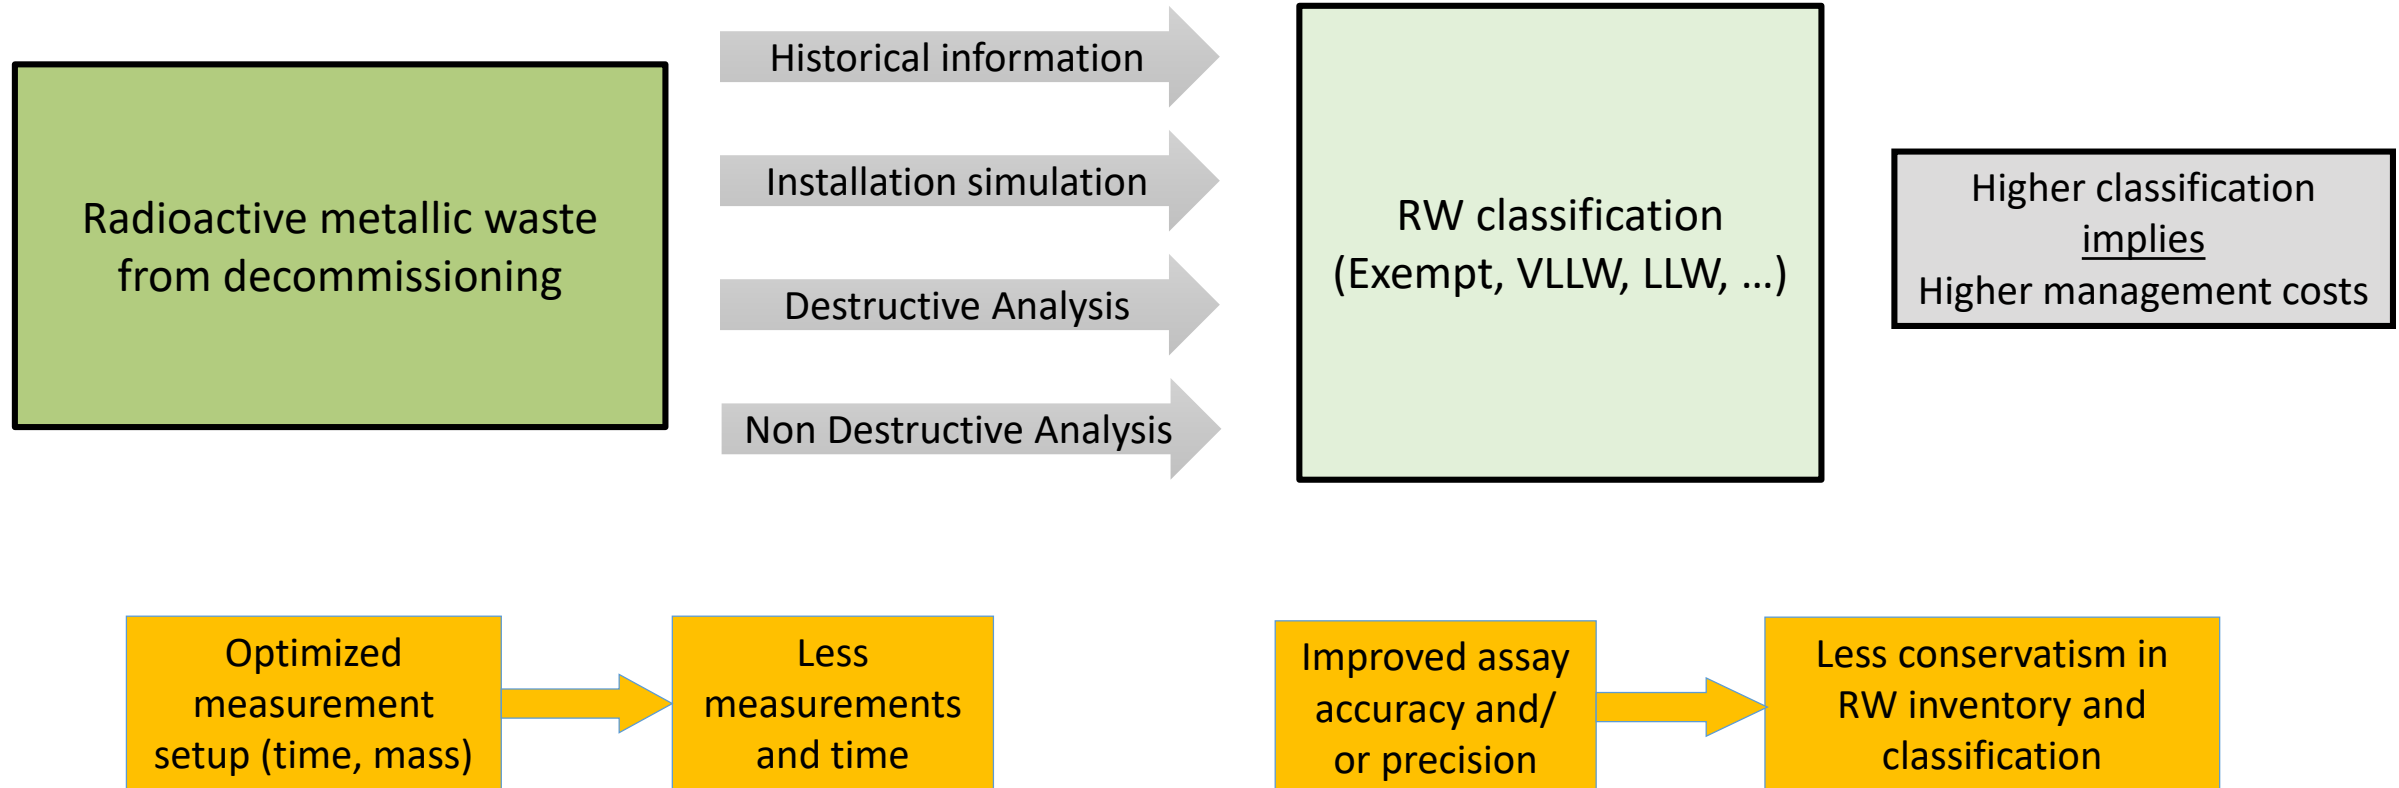 Radioactive metallic waste
from decommissioning
Historical information
Installation simulation
Destructive Analysis
Non Destructive Analysis
RW classification
(Exempt, VLLW, LLW, ...)
Higher classification
implies
Higher management costs
Optimized
measurement
setup (time, mass)
Less
measurements
and time
Improved assay
accuracy and/
or precision
Less conservatism in
RW inventory and
classification